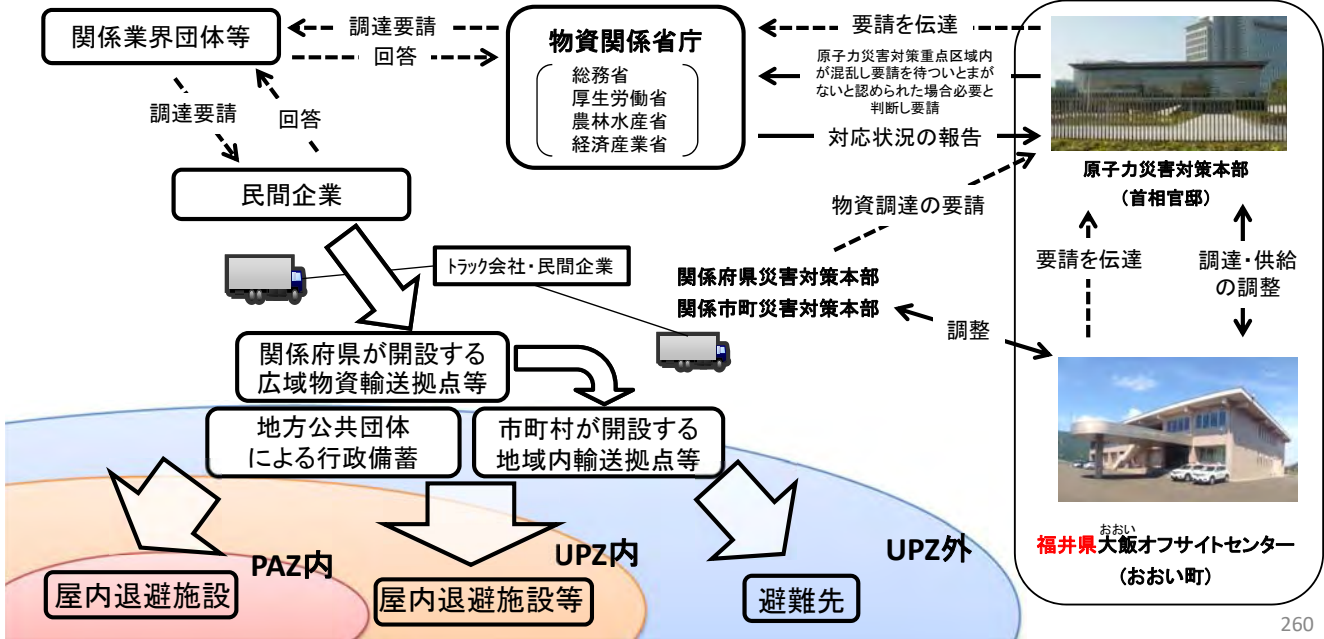 関係業界団体等
調達要請
回答
物資関係省庁
総務省
厚生労働省
農林水産省
経済産業省
要請を伝達
原子力災害対策重点区域内
が混乱し要請を待ついとまが
ないと認められた場合必要と
判断し要請
対応状況の報告
原子力災害対策本部
(首相官邸)
調達要請
回答
民間企業
物資調達の要請
トラック会社・民間企業
関係府県災害対策本部
関係市町災害対策本部
要請を伝達
調達・供給
の調整
調整
関係府県が開設する
広域物資輸送拠点等
地方公共団体
による行政備蓄
市町村が開設する
地域内輸送拠点等
おおい
福井県大飯オフサイトセンター
(おおい町)
PAZ内
UPZ内
UPZ外
屋内退避施設
屋内退避施設等
避難先
260